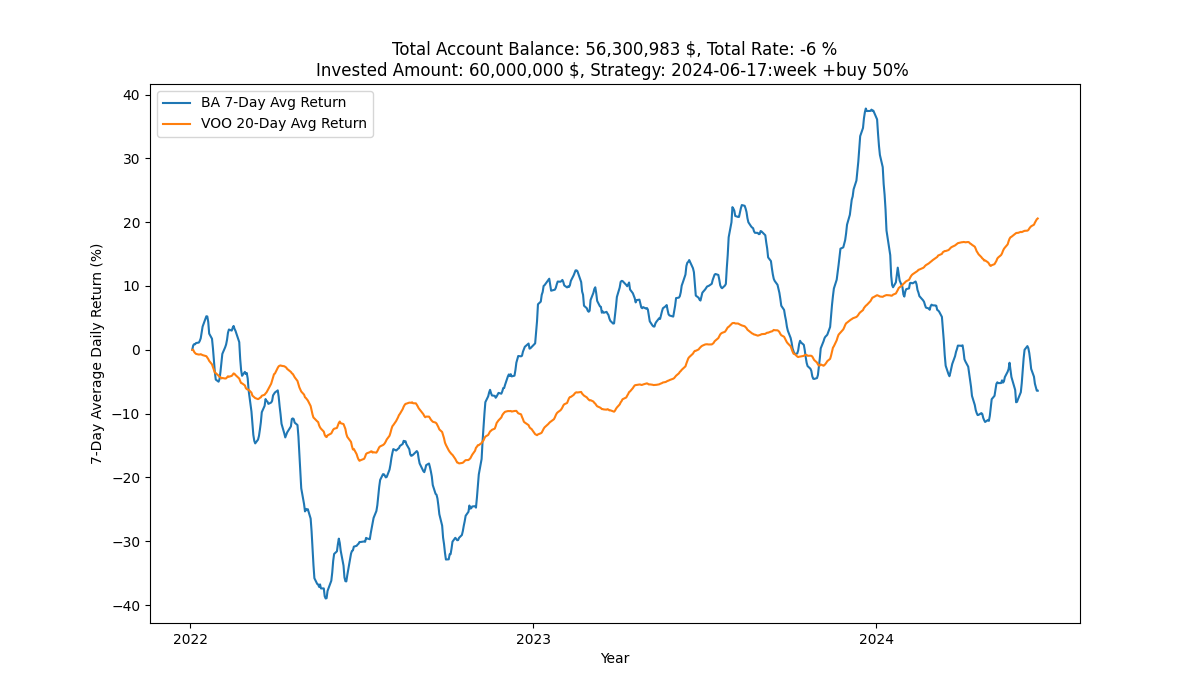 Total Account Balance: 56,300,983 $, Total Rate: -6 %
Invested Amount: 60,000,000 $, Strategy: 2024-06-17:week +buy 50%
BA 7-Day Avg Return
VOO 20-Day Avg Return
7-Day Average Daily Return (%)
40
30
20
10
0
−10
−20
−30
−40
2022
2023
2024
Year